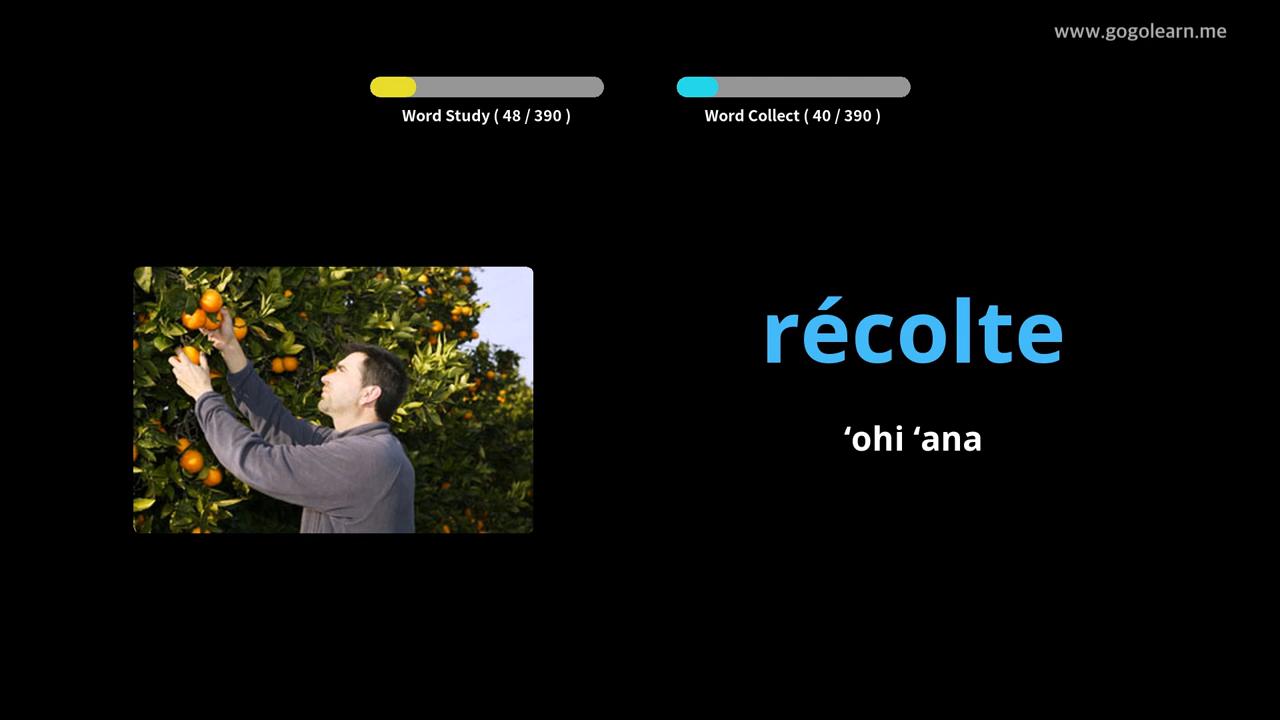 www.gogolearn.me
Word Study ( 48 / 390 )
Word Collect ( 40 / 390 )
récolte
‘ohi ‘ana